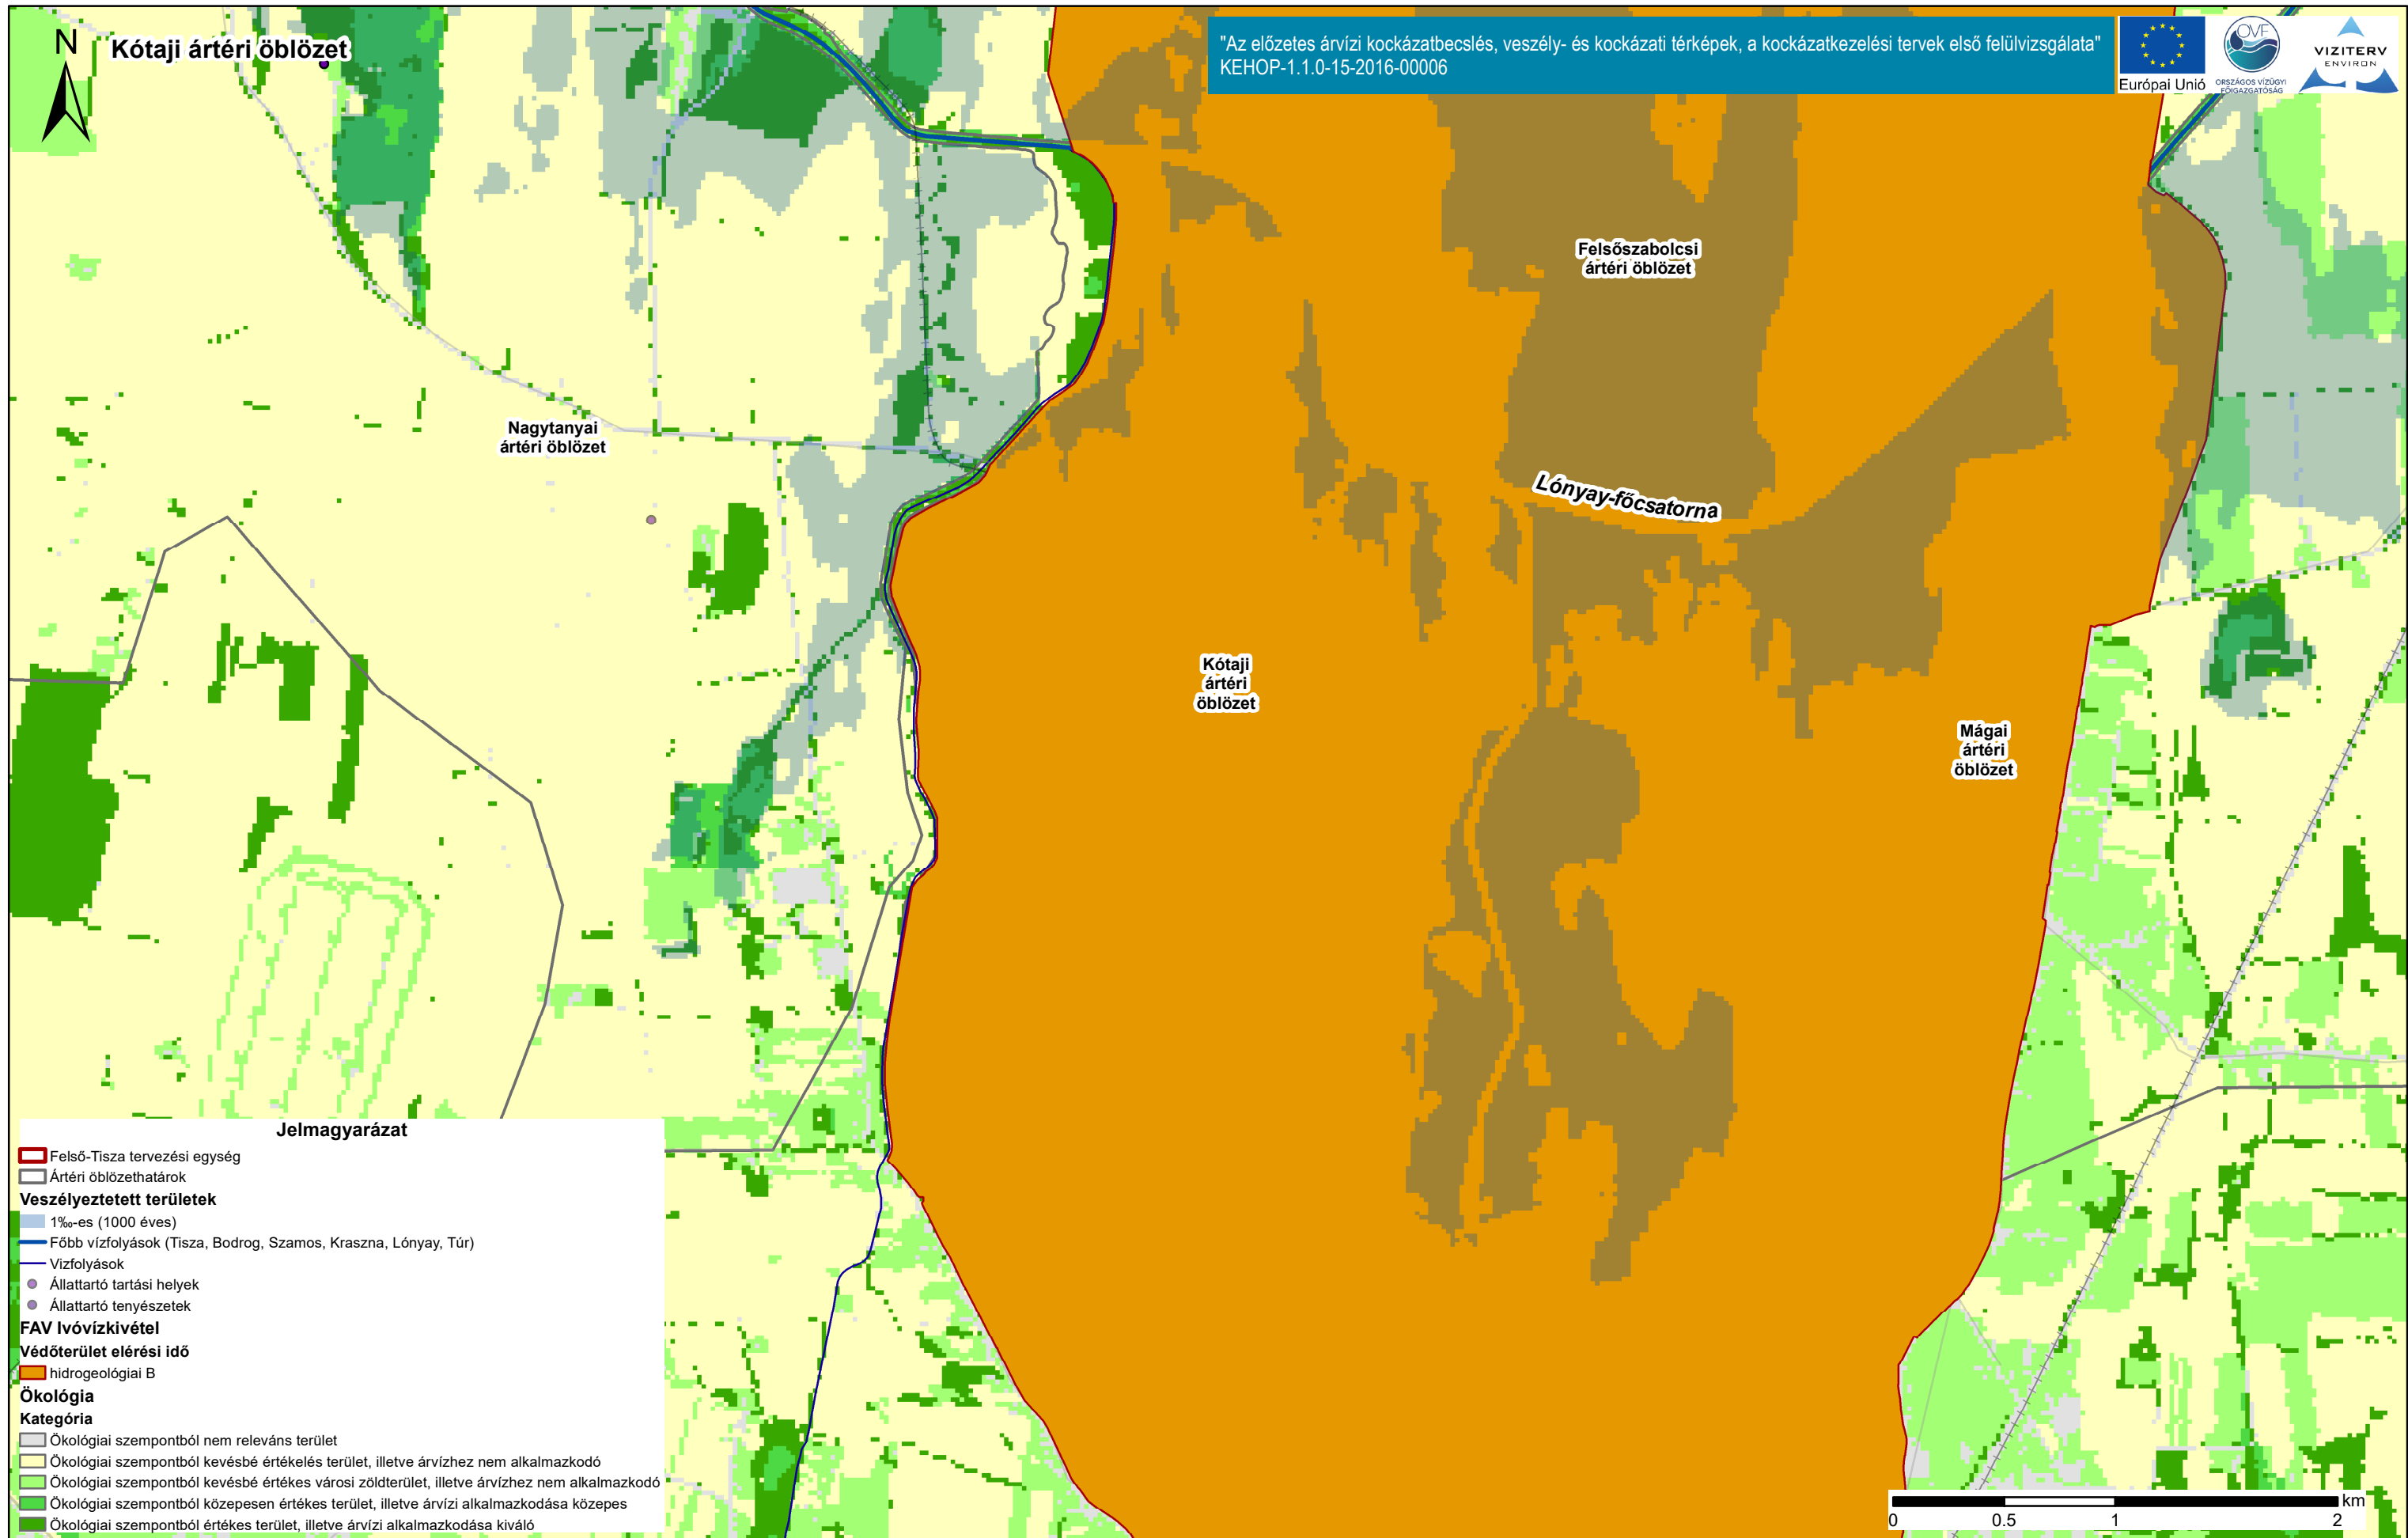 N
Kótaji ártéri öblözet
"Az előzetes árvízi kockázatbecslés, veszély- és kockázati térképek, a kockázatkezelési tervek első felülvizsgálata"
KEHOP-1.1.0-15-2016-00006
Európai Unió
OVF
ORSZÁGOS VÍZÜGYI
FŐIGAZGATÓSÁG
VIZITERV
ENVIRON
Felsőszabolcsi
ártéri öblözet
Nagytanyai
ártéri öblözet
Lónyay-főcsatorna
Kótaji
ártéri
öblözet
Mágai
ártéri
öblözet
Jelmagyarázat
Felső-Tisza tervezési egység
Ártéri öblözethatárok
Veszélyeztetett területek
1‰-es (1000 éves)
Főbb vízfolyások (Tisza, Bodrog, Szamos, Kraszna, Lónyay, Túr)
Vizfolyások
Állattartó tartási helyek
Állattartó tenyészetek
FAV Ivóvízkivétel
Védőterület elérési idő
hidrogeológiai B
Ökológia
Kategória
Ökológiai szempontból nem releváns terület
Ökológiai szempontból kevésbé értékelés terület, illetve árvízhez nem alkalmazkodó
Ökológiai szempontból kevésbé értékes városi zöldterület, illetve árvízhez nem alkalmazkodó
Ökológiai szempontból közepesen értékes terület, illetve árvízi alkalmazkodása közepes
Ökológiai szempontból értékes terület, illetve árvízi alkalmazkodása kiváló
km
0 0.5 1 2